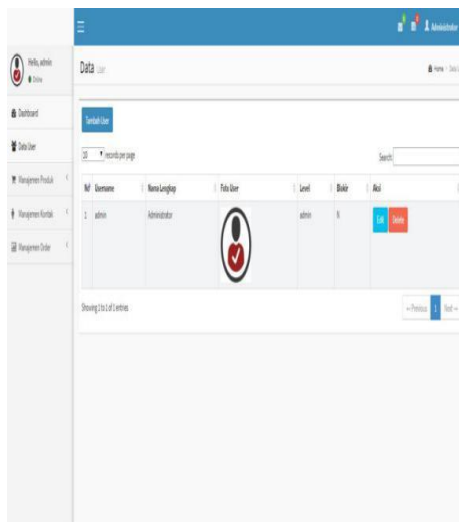 Administrator
Hello, admin
Online
Data User
Home
Dashboard
Tambah User
Data User
10 records per page
Search:
Manajemen Produk
No Username Nama Lengkap Foto User Level Blokir Aksi
1 admin Administrator admin N Edit Delete
Manajemen Kontak
Manajemen Order
Showing 1 to 1 of 1 entries
← Previous 1 Next →